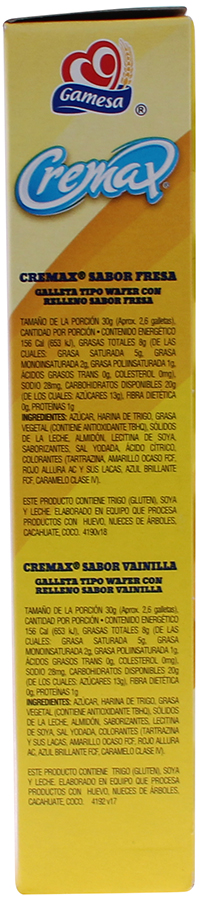 GAMESA
®
Cremax®
CREMAX® SABOR FRESA
GALLETA TIPO WAFER CON
RELLENO SABOR FRESA
TAMAÑO DE LA PORCIÓN 30g (Aprox. 2,6 galletas),
CANTIDAD POR PORCIÓN • CONTENIDO ENERGÉTICO
156 Cal (653 kJ), GRASAS TOTALES 8g (DE LAS
CUALES: GRASA SATURADA 5g, GRASA
MONOINSATURADA 2g, GRASA POLIINSATURADA 1g,
ÁCIDOS GRASOS TRANS 0g, COLESTEROL 0mg),
SODIO 28mg, CARBOHIDRATOS DISPONIBLES 20g
(DE LOS CUALES: AZÚCARES 13g), FIBRA DIETÉTICA
0g, PROTEÍNAS 1g
INGREDIENTES: AZÚCAR, HARINA DE TRIGO, GRASA
VEGETAL (CONTIENE ANTIOXIDANTE TBHQ), SÓLIDOS
DE LA LECHE, ALMIDÓN, LECITINA DE SOYA,
SABORIZANTES, SAL YODADA, ÁCIDO CÍTRICO,
COLORANTES (TARTRAZINA, AMARILLO OCASO FCF,
ROJO ALLURA AC Y SUS LACAS, AZUL BRILLANTE
FCF, CARAMELO CLASE IV).
ESTE PRODUCTO CONTIENE TRIGO (GLUTEN), SOYA
Y LECHE. ELABORADO EN EQUIPO QUE PROCESA
PRODUCTOS CON HUEVO, NUECES DE ÁRBOLES,
CACAHUATE, COCO. 4190v18
CREMAX® SABOR VAINILLA
GALLETA TIPO WAFER CON
RELLENO SABOR VAINILLA
TAMAÑO DE LA PORCIÓN 30g (Aprox. 2,6 galletas),
CANTIDAD POR PORCIÓN • CONTENIDO ENERGÉTICO
156 Cal (653 kJ), GRASAS TOTALES 8g (DE LAS
CUALES: GRASA SATURADA 5g, GRASA
MONOINSATURADA 2g, GRASA POLIINSATURADA 1g,
ÁCIDOS GRASOS TRANS 0g, COLESTEROL 0mg),
SODIO 28mg, CARBOHIDRATOS DISPONIBLES 20g
(DE LOS CUALES: AZÚCARES 13g), FIBRA DIETÉTICA
0g, PROTEÍNAS 1g
INGREDIENTES: AZÚCAR, HARINA DE TRIGO, GRASA
VEGETAL (CONTIENE ANTIOXIDANTE TBHQ), SÓLIDOS
DE LA LECHE, ALMIDÓN, SABORIZANTES, LECITINA DE
SOYA, SAL YODADA, COLORANTES (TARTRAZINA
Y SUS LACAS, AMARILLO OCASO FCF, ROJO ALLURA
AC, AZUL BRILLANTE FCF, CARAMELO CLASE IV).
ESTE PRODUCTO CONTIENE TRIGO (GLUTEN), SOYA
Y LECHE. ELABORADO EN EQUIPO QUE PROCESA
PRODUCTOS CON HUEVO, NUECES DE ÁRBOLES,
CACAHUATE, COCO. 4192 v17